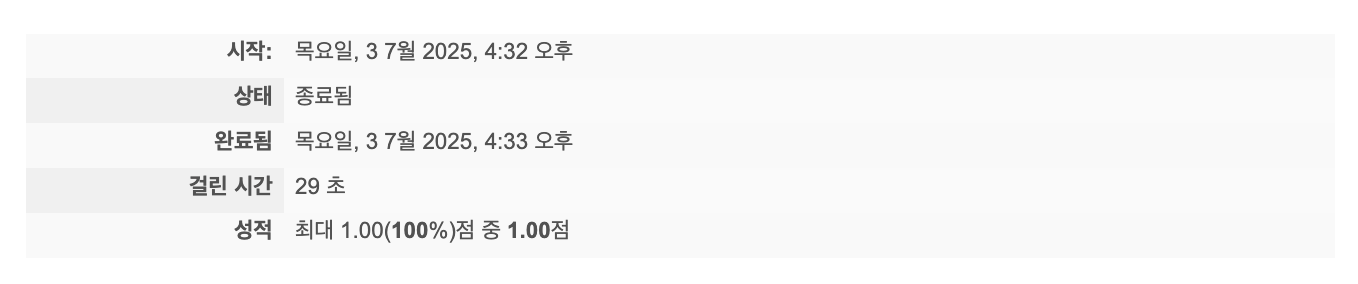 시작: 목요일, 3 7월 2025, 4:32 오후
상태 종료됨
완료됨 목요일, 3 7월 2025, 4:33 오후
걸린 시간 29 초
성적 최대 1.00(100%)점 중 1.00점